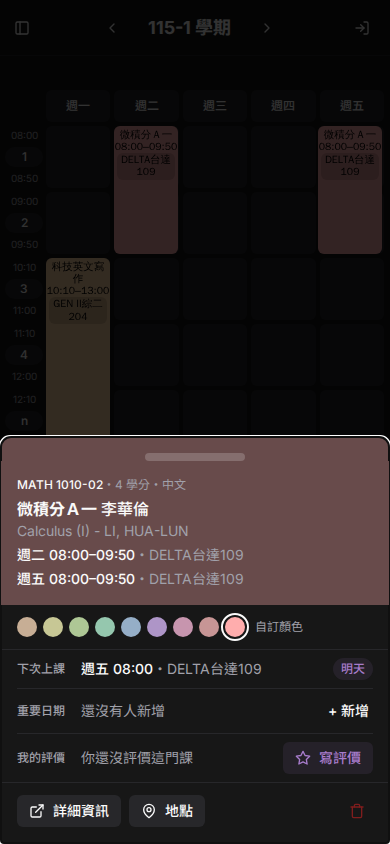 115-1 學期
週一 週二 週三 週四 週五
08:00
1
08:50
09:00
2
09:50
10:10
3
11:00
11:10
4
12:00
12:10
n
微積分Ａ一
08:00–09:50
DELTA台達
109
微積分Ａ一
08:00–09:50
DELTA台達
109
科技英文寫
作
10:10–13:00
GEN II綜二
204
MATH 1010-02・4 學分・中文
微積分Ａ一 李華倫
Calculus (I) - LI, HUA-LUN
週二 08:00–09:50・DELTA台達109
週五 08:00–09:50・DELTA台達109
自訂顏色
下次上課 週五 08:00・DELTA台達109 明天
重要日期 還沒有人新增 + 新增
我的評價 你還沒評價這門課 寫評價
詳細資訊 地點